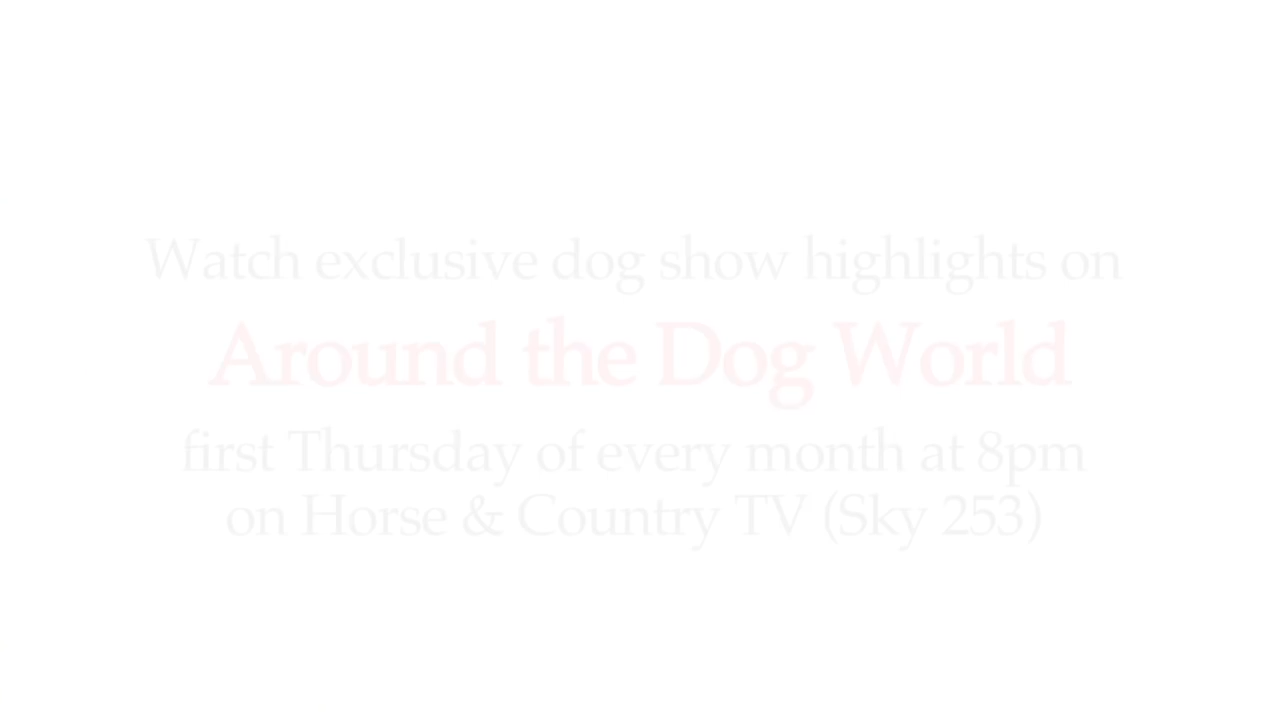 Watch exclusive dog show highlights on
Around the Dog World
first Thursday of every month at 8pm
on Horse & Country TV (Sky 253)